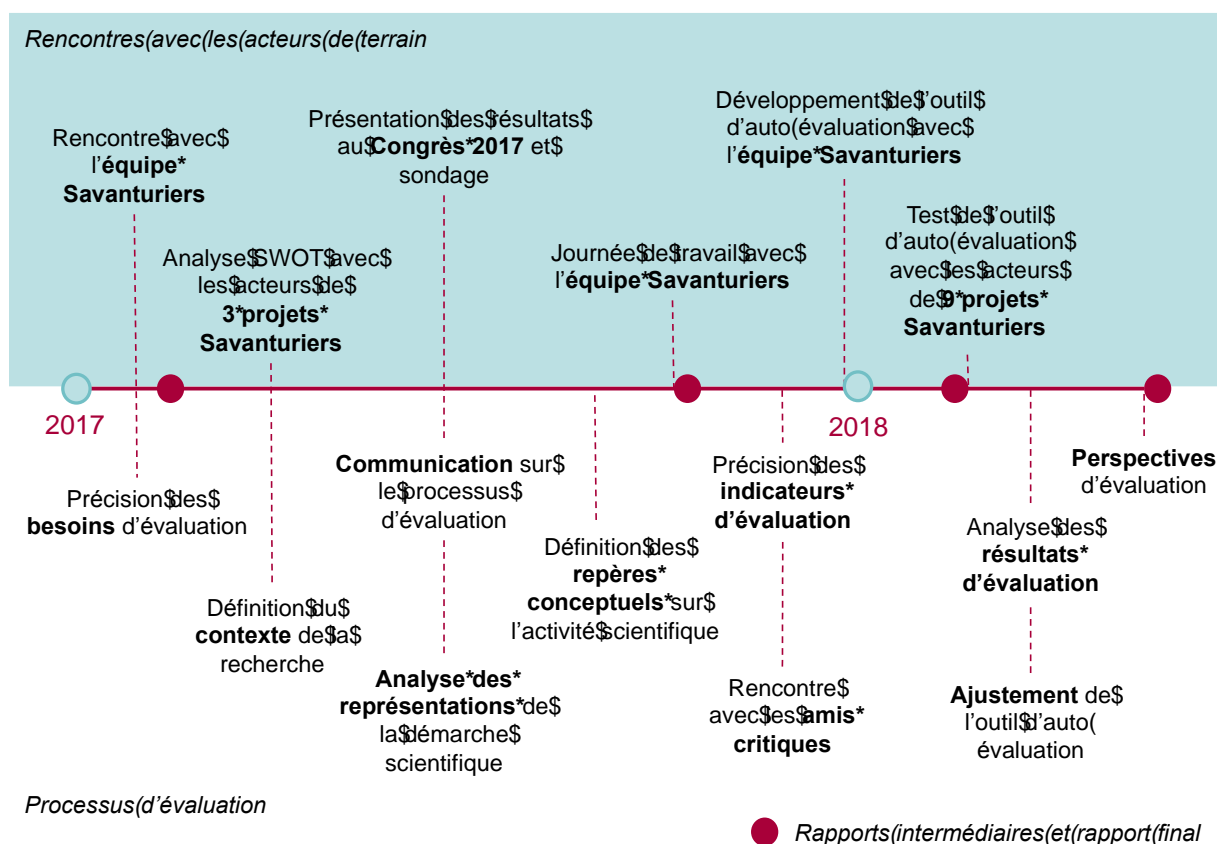 Rencontres(avec(les(acteurs(de(terrain
Rencontre$avec$
l'équipe*
Savanturiers
Analyse$SWOT$avec$
les$acteurs$de$
3*projets*
Savanturiers
Présentation$des$résultats$
au$Congrès*2017 et$
sondage
Journée$de$travail$avec$
l'équipe*Savanturiers
Développement$de$l'outil$
d'auto(évaluation$avec$
l'équipe*Savanturiers
Test$de$l'outil$
d'auto(évaluation$
avec$les$acteurs$
de$9*projets*
Savanturiers
2017
2018
Précision$des$
besoins d'évaluation
Définition$du$
contexte de$la$
recherche
Communication sur$
le$processus$
d'évaluation
Analyse*des*
représentations*de$
la$démarche$
scientifique
Définition$des$
repères*
conceptuels*sur$
l'activité$scientifique
Précision$des$
indicateurs*
d'évaluation
Rencontre$
avec$les$amis*
critiques
Analyse$des$
résultats*
d'évaluation
Ajustement de$
l'outil$d'auto(
évaluation
Perspectives
d'évaluation
Processus(d'évaluation
Rapports(intermédiaires(et(rapport(final